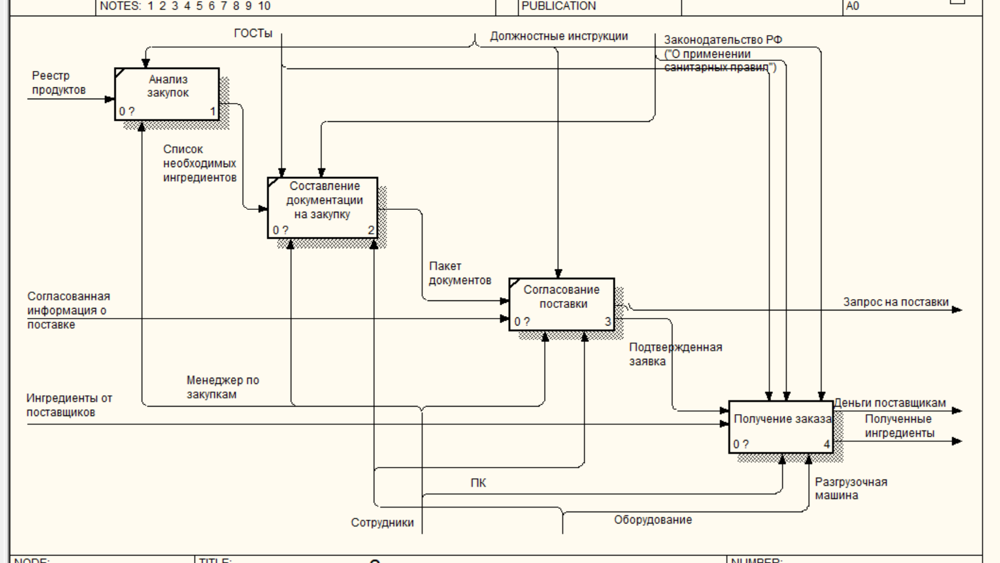 NOTES: 1 2 3 4 5 6 7 8 9 10
PUBLICATION
A0
ГОСТы
Должностные инструкции
Законодательство РФ
("О применении
санитарных правил")
Реестр
продуктов
Анализ
закупок
0 ?
1
Список
необходимых
ингредиентов
Составление
документации
на закупку
0 ?
2
Пакет
документов
Согласованная
информация о
поставке
Согласование
поставки
0 ?
3
Запрос на поставки
Подтвержденная
заявка
Менеджер по
закупкам
Ингредиенты от
поставщиков
Получение заказа
0 ?
4
Деньги поставщикам
Полученные
ингредиенты
ПК
Разгрузочная
машина
Сотрудники
Оборудование
NODE:
TITLE:
NUMBER: